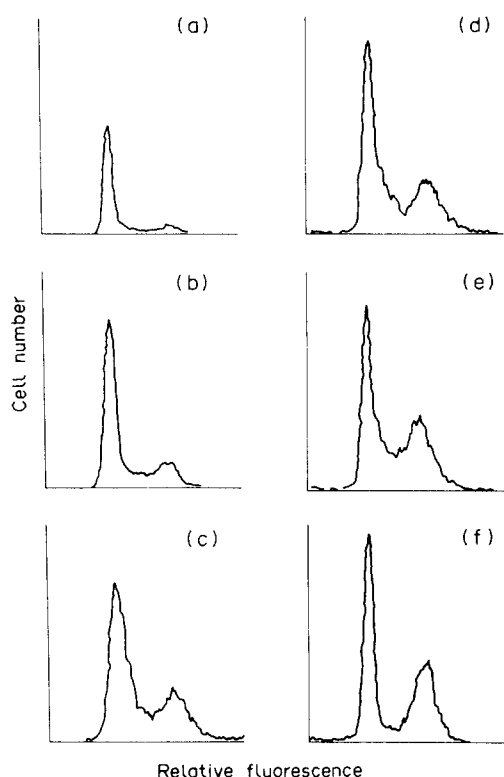 (a)
(d)
(b)
(e)
(c)
(f)
Cell number
Relative fluorescence